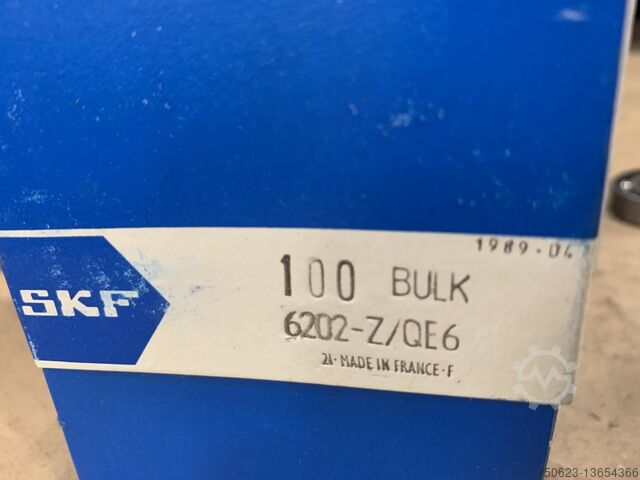 1989-04
SKF
100 BULK
6202-Z/QE6
21·MADE IN FRANCE·F
50623-13654366